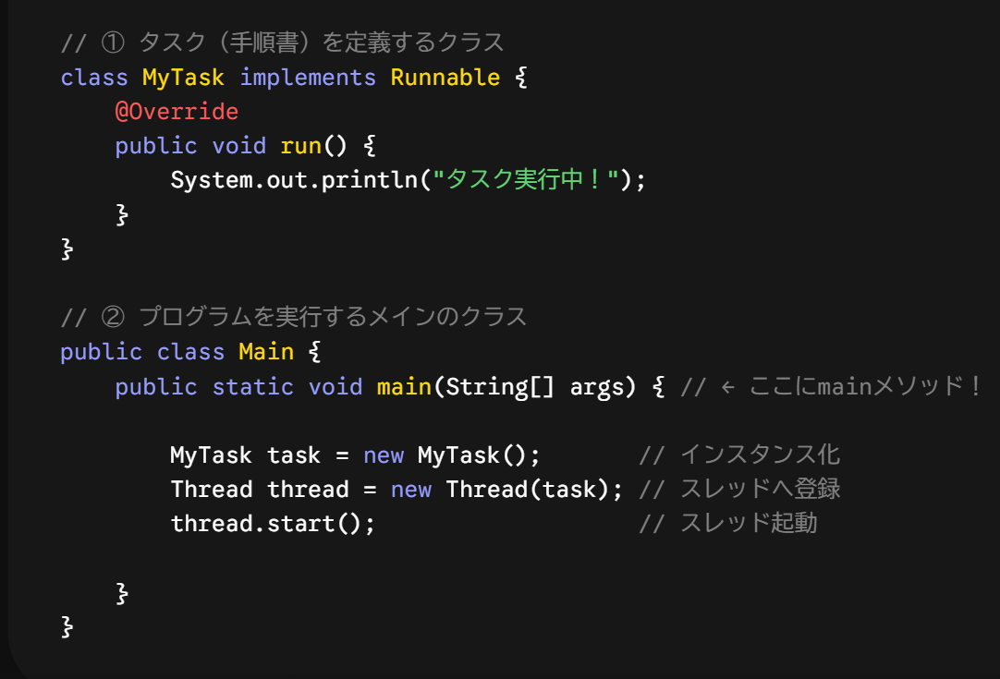 // ① タスク（手順書）を定義するクラス
class MyTask implements Runnable {
    @Override
    public void run() {
        System.out.println("タスク実行中！");
    }
}

// ② プログラムを実行するメインのクラス
public class Main {
    public static void main(String[] args) { // ← ここにmainメソッド！

        MyTask task = new MyTask();       // インスタンス化
        Thread thread = new Thread(task); // スレッドへ登録
        thread.start();                   // スレッド起動

    }
}